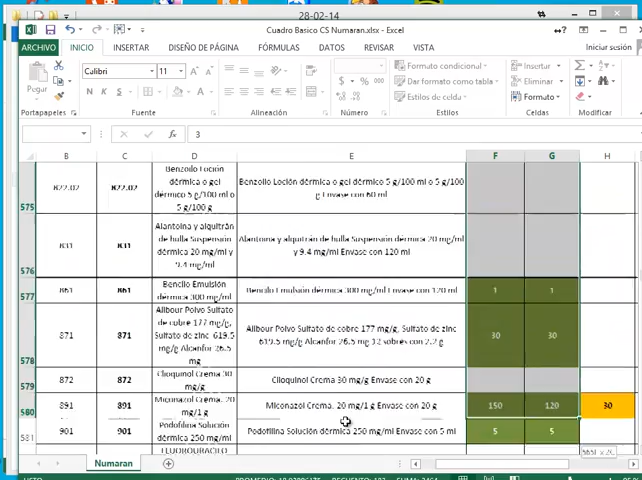 28-02-14
Cuadro Basico CS Numaran.xlsx - Excel
ARCHIVO INICIO INSERTAR DISEÑO DE PÁGINA FÓRMULAS DATOS REVISAR VISTA Iniciar sesión
Calibri 11 A A Formato condicional Insertar Σ
Pegar N K S $ % Dar formato como tabla Eliminar
Estilos de celda Formato
Portapapeles Fuente Alineación Número Estilos Celdas Modificar
fx 3
B C D E F G H
575 822.02 822.02
Benzoilo Loción
dérmica o gel
dérmico 5 g/100 ml o
5 g/100 g
Benzoilo Loción dérmica o gel dérmico 5 g/100 ml o 5 g/100
g Envase con 60 ml
576 831 831
Alantoina y alquitrán
de hulla Suspensión
dérmica 20 mg/ml y
9.4 mg/ml
Alantoina y alquitrán de hulla Suspensión dérmica 20 mg/ml
y 9.4 mg/ml Envase con 120 ml
577 861 861
Bencilo Emulsión
dérmica 300 mg/ml
Bencilo Emulsión dérmica 300 mg/ml Envase con 120 ml
1 1
578 871 871
Alibour Polvo Sulfato
de cobre 177 mg/g,
Sulfato de zinc 619.5
mg/g Alcanfor 26.5
mg
Alibour Polvo Sulfato de cobre 177 mg/g, Sulfato de zinc
619.5 mg/g Alcanfor 26.5 mg 12 sobres con 2.2 g
30 30
579 872 872
Clioquinol Crema 30
mg/g
Clioquinol Crema 30 mg/g Envase con 20 g
580 891 891
Miconazol Crema. 20
mg/1 g
Miconazol Crema. 20 mg/1 g Envase con 20 g
150 120 30
581 901 901
Podofilina Solución
dérmica 250 mg/ml
Podofilina Solución dérmica 250 mg/ml Envase con 5 ml
5 5
FLUOROURACILO
Numaran